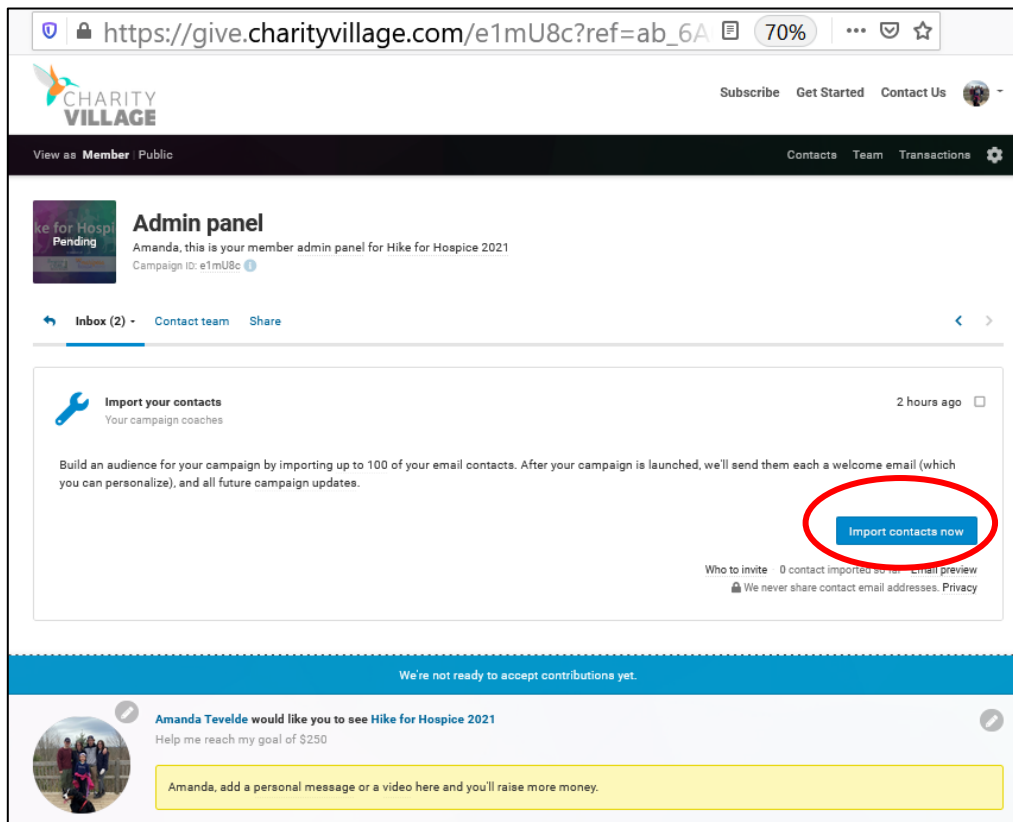 https://give.charityvillage.com/e1mU8c?ref=ab_6A 70%
CHARITY
VILLAGE
Subscribe Get Started Contact Us
View as Member | Public Contacts Team Transactions
ke for Hospi
Pending
Admin panel
Amanda, this is your member admin panel for Hike for Hospice 2021
Campaign ID: e1mU8c
Inbox (2) Contact team Share
Import your contacts 2 hours ago
Your campaign coaches
Build an audience for your campaign by importing up to 100 of your email contacts. After your campaign is launched, we'll send them each a welcome email (which
you can personalize), and all future campaign updates.
Import contacts now
Who to invite · 0 contact imported so far · Email preview
We never share contact email addresses. Privacy
We're not ready to accept contributions yet.
Amanda Tevelde would like you to see Hike for Hospice 2021
Help me reach my goal of $250
Amanda, add a personal message or a video here and you'll raise more money.